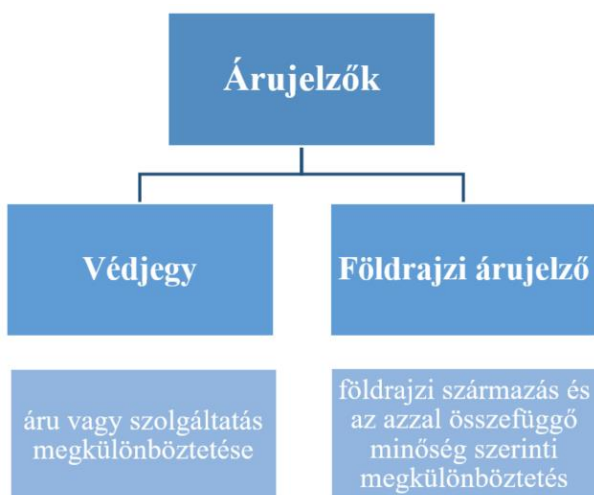 Árujelzők
Védjegy
Földrajzi árujelző
áru vagy szolgáltatás
megkülönböztetése
földrajzi származás és
az azzal összefüggő
minőség szerinti
megkülönböztetés